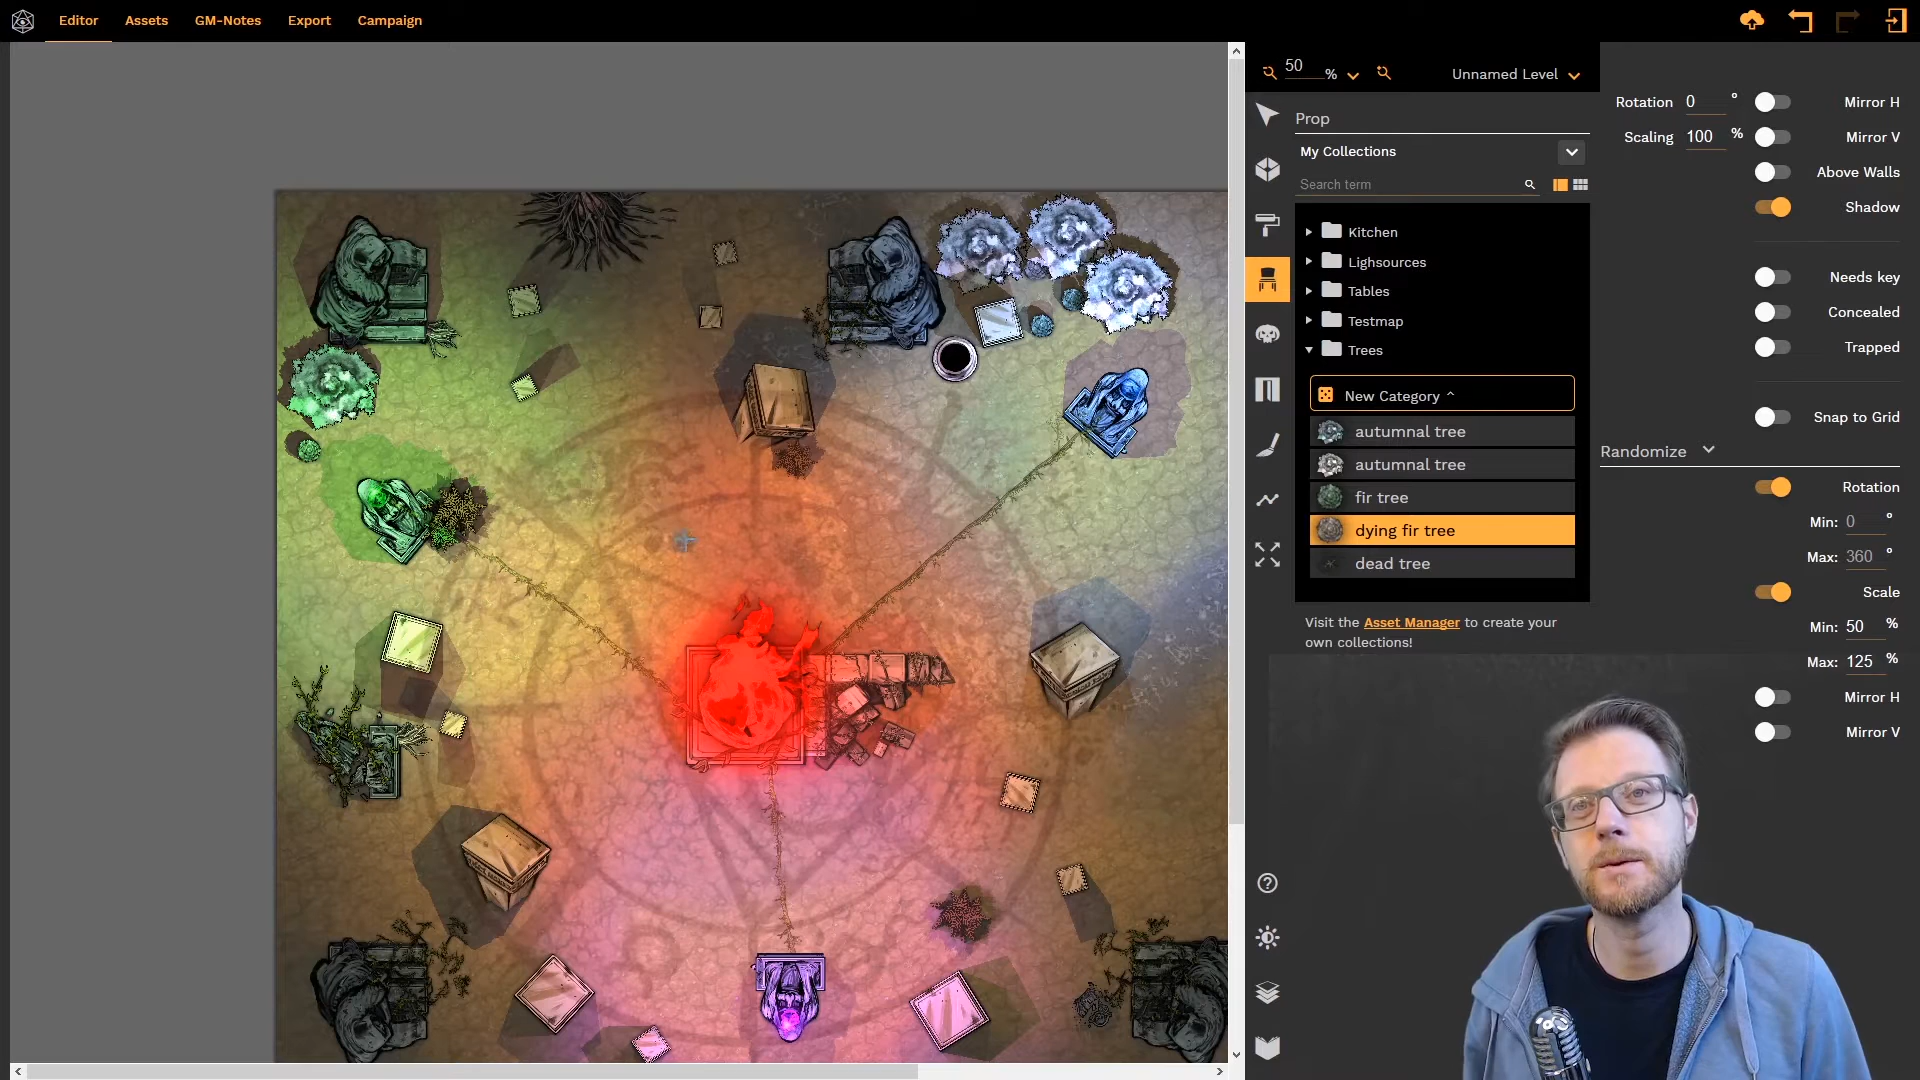 Editor Assets GM-Notes Export Campaign
50 %
Unnamed Level
Prop
My Collections
Search term
Kitchen
Lighsources
Tables
Testmap
Trees
New Category ^
autumnal tree
autumnal tree
fir tree
dying fir tree
dead tree
Visit the Asset Manager to create your
own collections!
Rotation 0 ° Mirror H
Scaling 100 % Mirror V
Above Walls
Shadow
Needs key
Concealed
Trapped
Snap to Grid
Randomize
Rotation
Min: 0 °
Max: 360 °
Scale
Min: 50 %
Max: 125 %
Mirror H
Mirror V